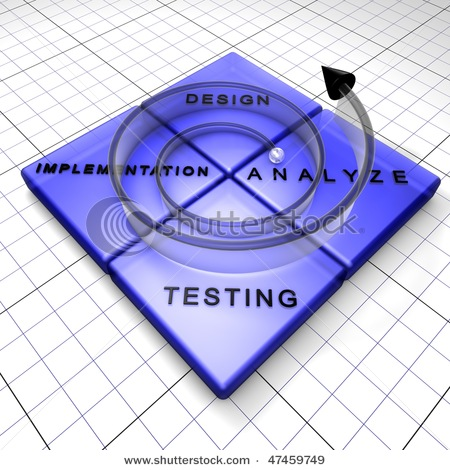 DESIGN
IMPLEMENTATION
ANALYZE
shutterstock
TESTING
www.shutterstock.com · 47459749